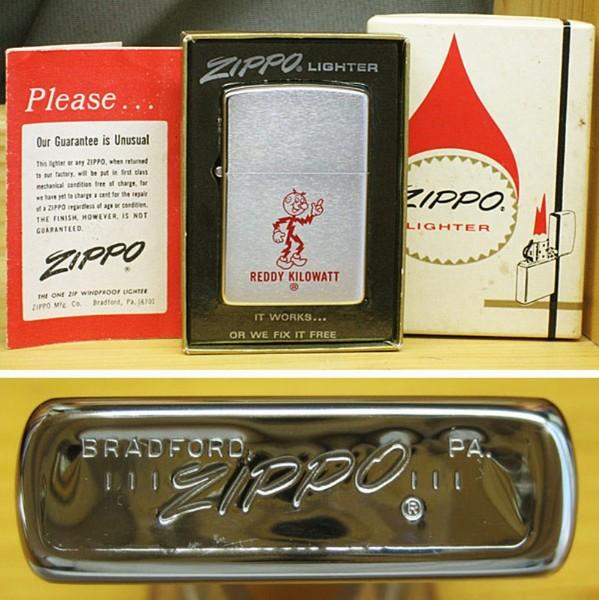 Please...
Our Guarantee is Unusual
This lighter or any ZIPPO, when returned
to our factory, will be put in first class
mechanical condition free of charge, for
we have yet to charge a cent for the repair
of a ZIPPO regardless of age or condition.
THE FINISH, HOWEVER, IS NOT
GUARANTEED.
ZIPPO ®
THE ONE ZIP WINDPROOF LIGHTER
ZIPPO Mfg. Co. Bradford, Pa. 16701
ZIPPO® LIGHTER
REDDY KILOWATT
®
IT WORKS...
OR WE FIX IT FREE
ZIPPO®
LIGHTER
BRADFORD, PA.
IIII ZIPPO ® IIII